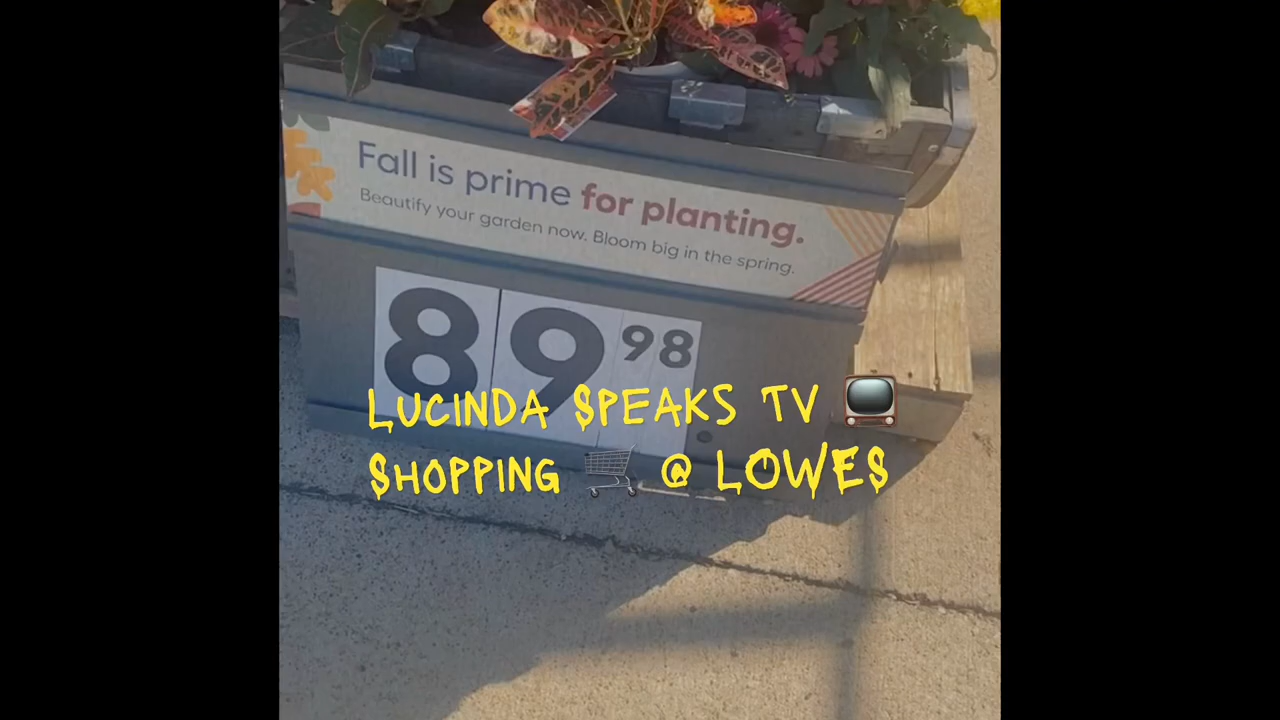 Fall is prime for planting.
Beautify your garden now. Bloom big in the spring.
89 98
LUCINDA SPEAKS TV 📺
SHOPPING 🛒 @ LOWES